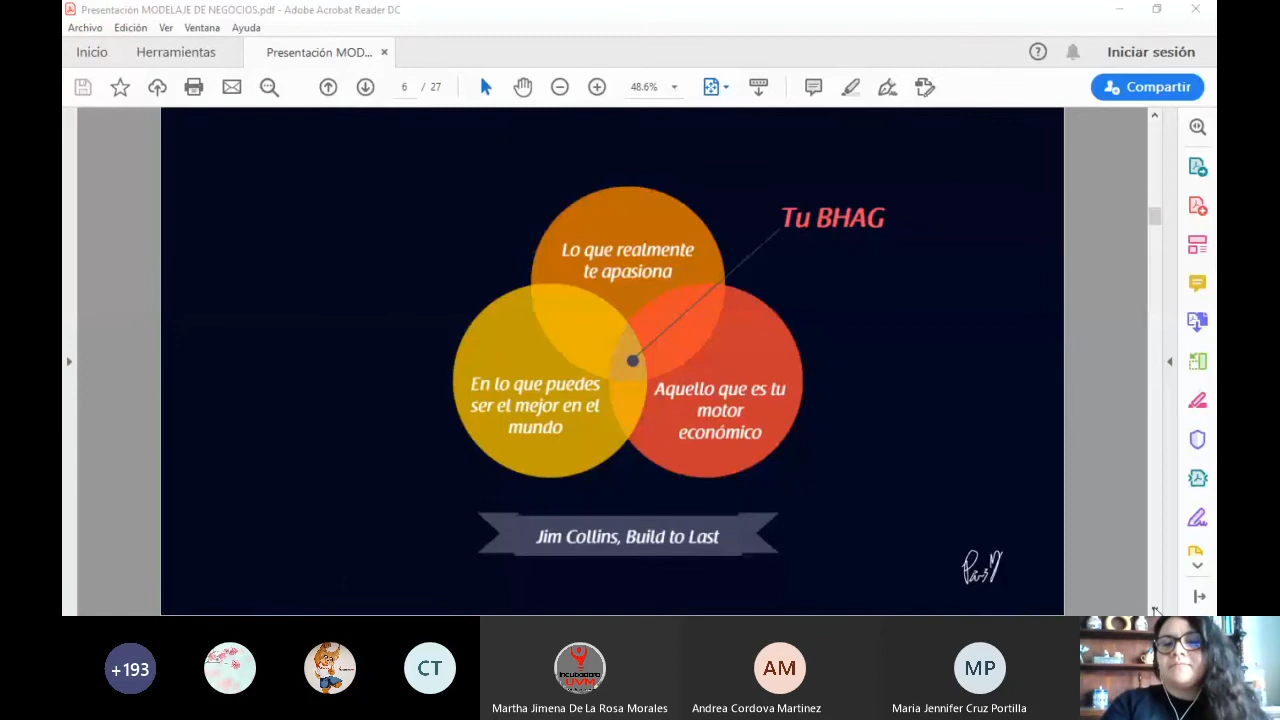 Presentación MODELAJE DE NEGOCIOS.pdf - Adobe Acrobat Reader DC
Archivo Edición Ver Ventana Ayuda
Inicio Herramientas Presentación MOD... Iniciar sesión
6 / 27 48.6% Compartir
Tu BHAG
Lo que realmente
te apasiona
En lo que puedes
ser el mejor en el
mundo
Aquello que es tu
motor
económico
Jim Collins, Build to Last
+193 CT AM MP
incubadora
UVM
Martha Jimena De La Rosa Morales Andrea Cordova Martinez Maria Jennifer Cruz Portilla